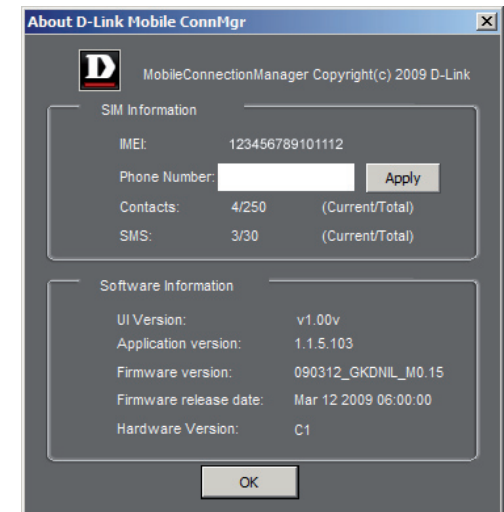 About D-Link Mobile ConnMgr
D
MobileConnectionManager Copyright(c) 2009 D-Link
SIM Information
IMEI: 123456789101112
Phone Number: Apply
Contacts: 4/250 (Current/Total)
SMS: 3/30 (Current/Total)
Software Information
UI Version: v1.00v
Application version: 1.1.5.103
Firmware version: 090312_GKDNIL_M0.15
Firmware release date: Mar 12 2009 06:00:00
Hardware Version: C1
OK